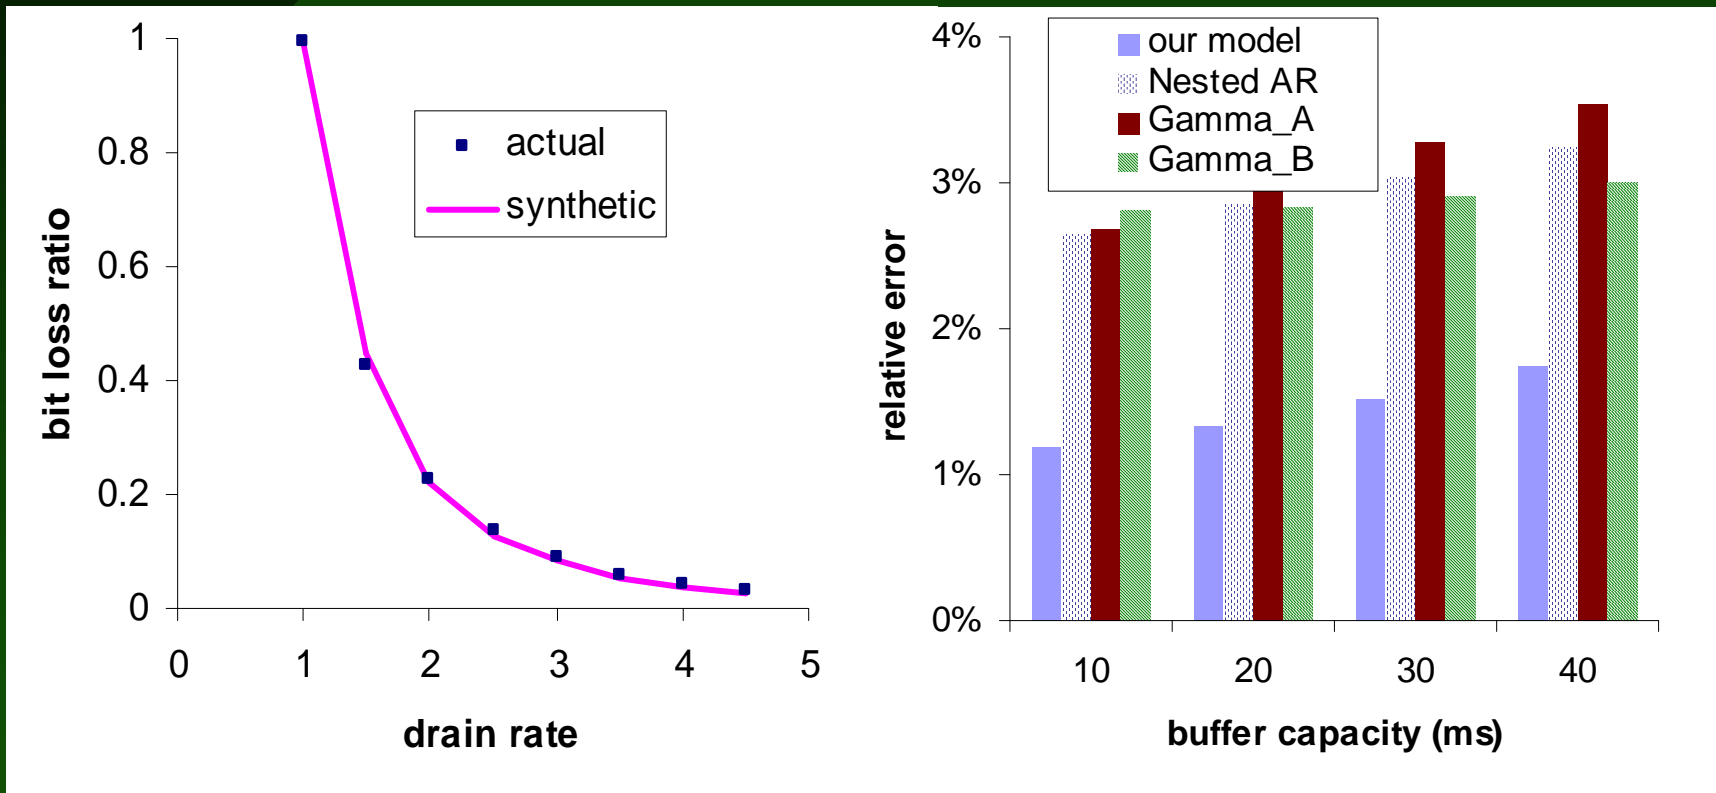 1
0.8
0.6
0.4
0.2
0
0 1 2 3 4 5
bit loss ratio
drain rate
actual
synthetic
4%
3%
2%
1%
0%
10 20 30 40
relative error
buffer capacity (ms)
our model
Nested AR
Gamma_A
Gamma_B